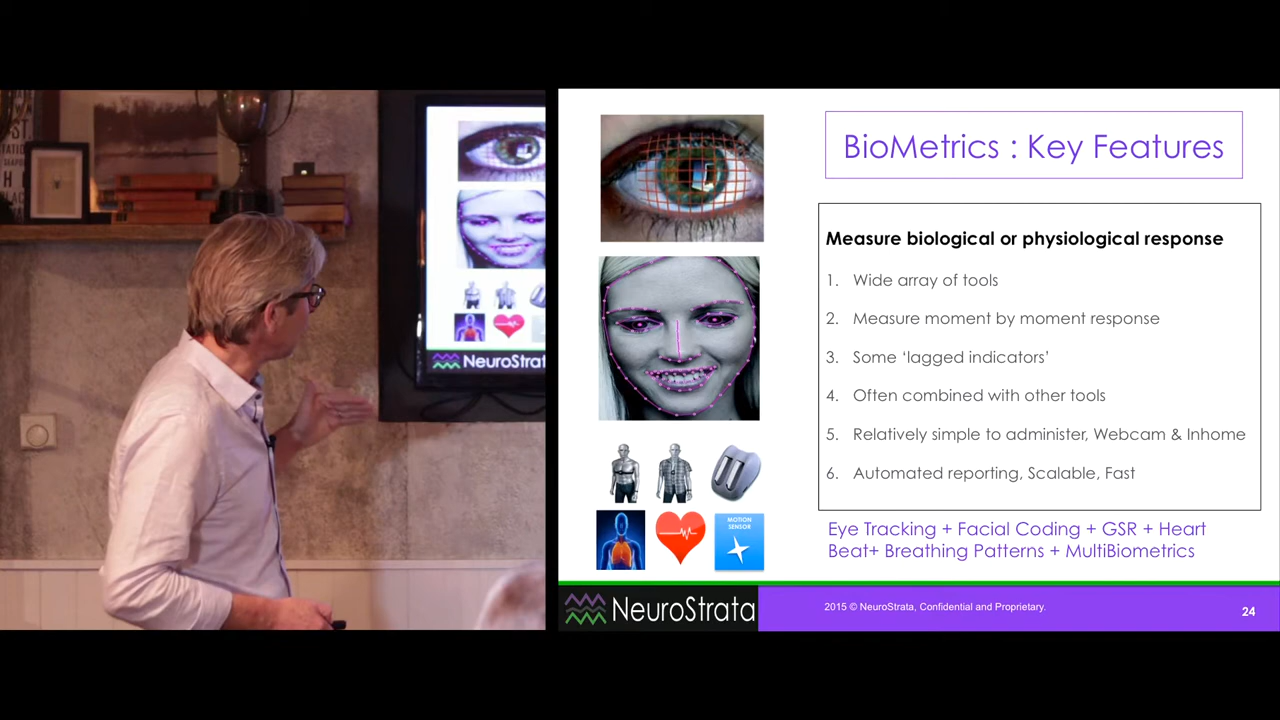 BioMetrics : Key Features
Measure biological or physiological response
1. Wide array of tools
2. Measure moment by moment response
3. Some ‘lagged indicators’
4. Often combined with other tools
5. Relatively simple to administer, Webcam & Inhome
6. Automated reporting, Scalable, Fast
MOTION
SENSOR
Eye Tracking + Facial Coding + GSR + Heart
Beat+ Breathing Patterns + MultiBiometrics
NeuroStrata
2015 © NeuroStrata, Confidential and Proprietary.
24
NeuroStrat